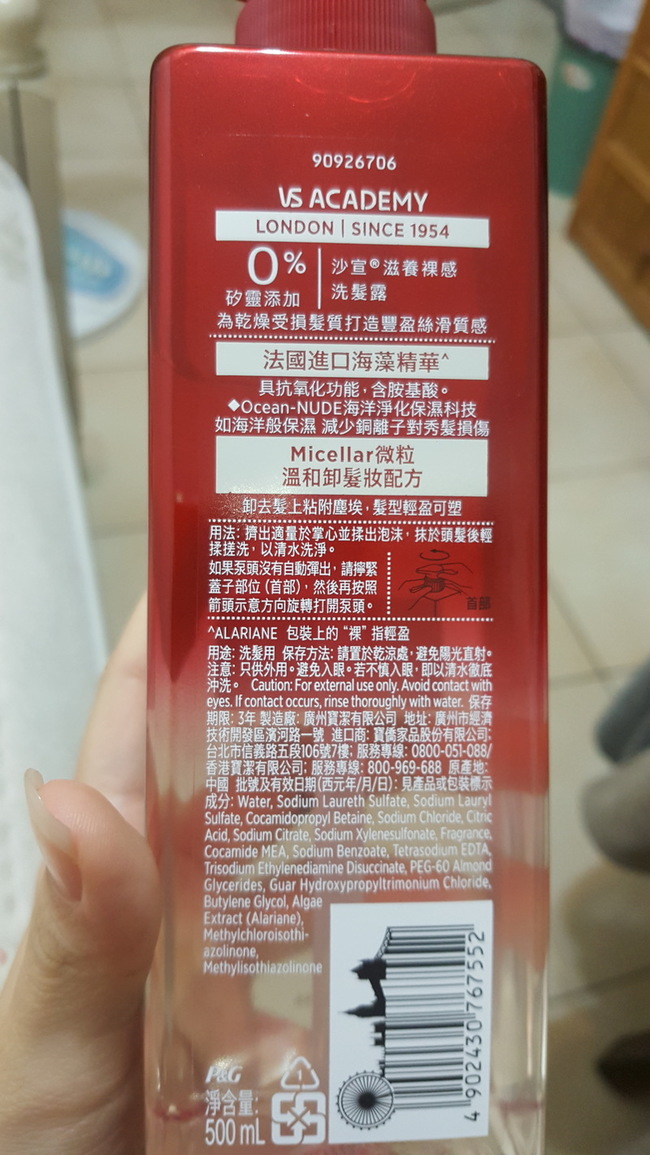 90926706
VS ACADEMY
LONDON | SINCE 1954
0%
矽靈添加
沙宣®滋養裸感
洗髮露
為乾燥受損髮質打造豐盈絲滑質感
法國進口海藻精華^
具抗氧化功能，含胺基酸。
◆Ocean-NUDE海洋淨化保濕科技
如海洋般保濕 減少銅離子對秀髮損傷
Micellar微粒
溫和卸髮妝配方
卸去髮上粘附塵埃，髮型輕盈可塑
用法: 擠出適量於掌心並揉出泡沫，抹於頭髮後輕
揉搓洗，以清水洗淨。
如果泵頭沒有自動彈出，請擰緊
蓋子部位 (首部)，然後再按照
箭頭示意方向旋轉打開泵頭。
首部
^ALARIANE 包裝上的“裸”指輕盈
用途: 洗髮用 保存方法: 請置於乾涼處，避免陽光直射。
注意: 只供外用。避免入眼。若不慎入眼，即以清水徹底
沖洗。 Caution: For external use only. Avoid contact with
eyes. If contact occurs, rinse thoroughly with water. 保存
期限: 3年 製造廠: 廣州寶潔有限公司 地址: 廣州市經濟
技術開發區濱河路一號 進口商: 寶僑家品股份有限公司:
台北市信義路五段106號7樓; 服務專線: 0800-051-088/
香港寶潔有限公司; 服務專線: 800-969-688 原產地:
中國 批號及有效日期(西元年/月/日): 見產品或包裝標示
成分: Water, Sodium Laureth Sulfate, Sodium Lauryl
Sulfate, Cocamidopropyl Betaine, Sodium Chloride, Citric
Acid, Sodium Citrate, Sodium Xylenesulfonate, Fragrance,
Cocamide MEA, Sodium Benzoate, Tetrasodium EDTA,
Trisodium Ethylenediamine Disuccinate, PEG-60 Almond
Glycerides, Guar Hydroxypropyltrimonium Chloride,
Butylene Glycol, Algae
Extract (Alariane),
Methylchloroisothi-
azolinone,
Methylisothiazolinone
4 902430 767552
P&G
1
淨含量:
500 mL